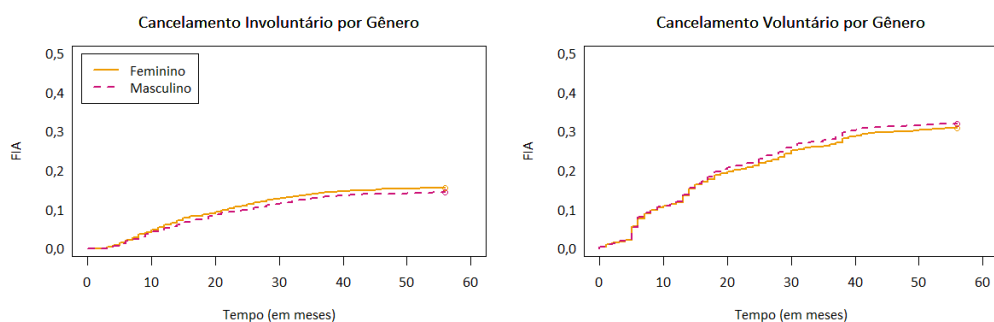 Cancelamento Involuntário por Gênero
FIA
0,5
0,4
0,3
0,2
0,1
0,0
Feminino
Masculino
0 10 20 30 40 50 60
Tempo (em meses)
Cancelamento Voluntário por Gênero
FIA
0,5
0,4
0,3
0,2
0,1
0,0
0 10 20 30 40 50 60
Tempo (em meses)